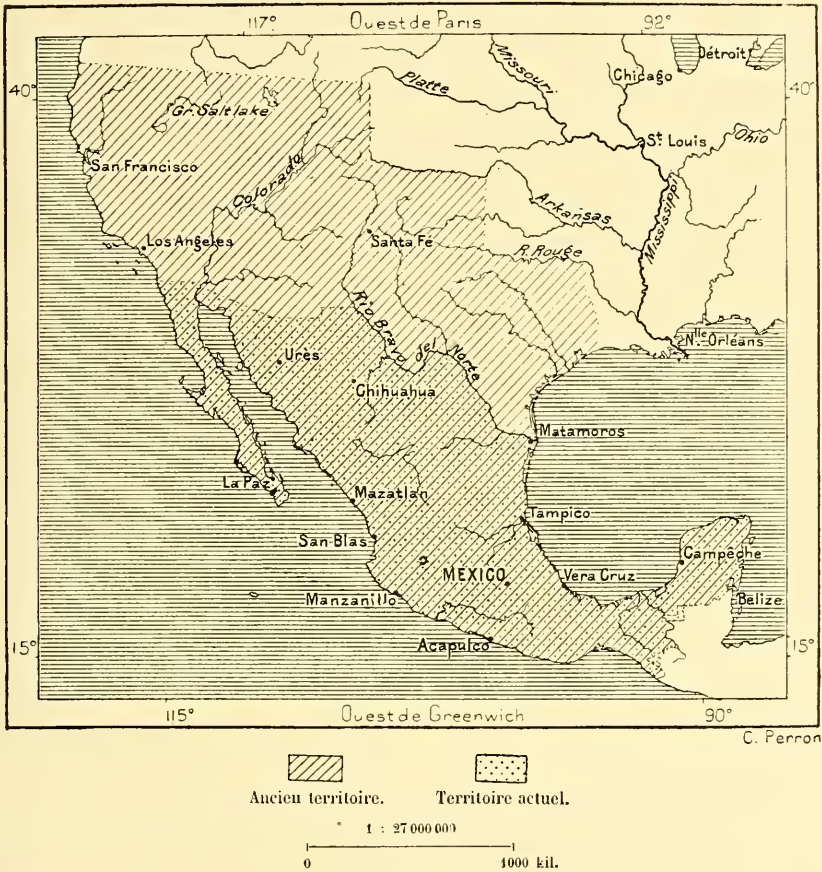 117° Ouest de Paris 92°
Missouri
Détroit
Chicago
Platte
40° 40°
Gr. Salt lake
St. Louis
Ohio
San Francisco
Colorado
Arkansas
Mississippi
Los Angeles
Santa Fé
R. Rouge
Rio Bravo del Norte
Nlle Orléans
Urès
Chihuahua
Matamoros
La Paz
Mazatlan
Tampico
San Blas
Campêche
MEXICO
Vera Cruz
Manzanillo
Belize
15° 15°
Acapulco
115° Ouest de Greenwich 90°
C. Perron
Ancien territoire. Territoire actuel.
1 : 27 000 000
0 1000 kil.